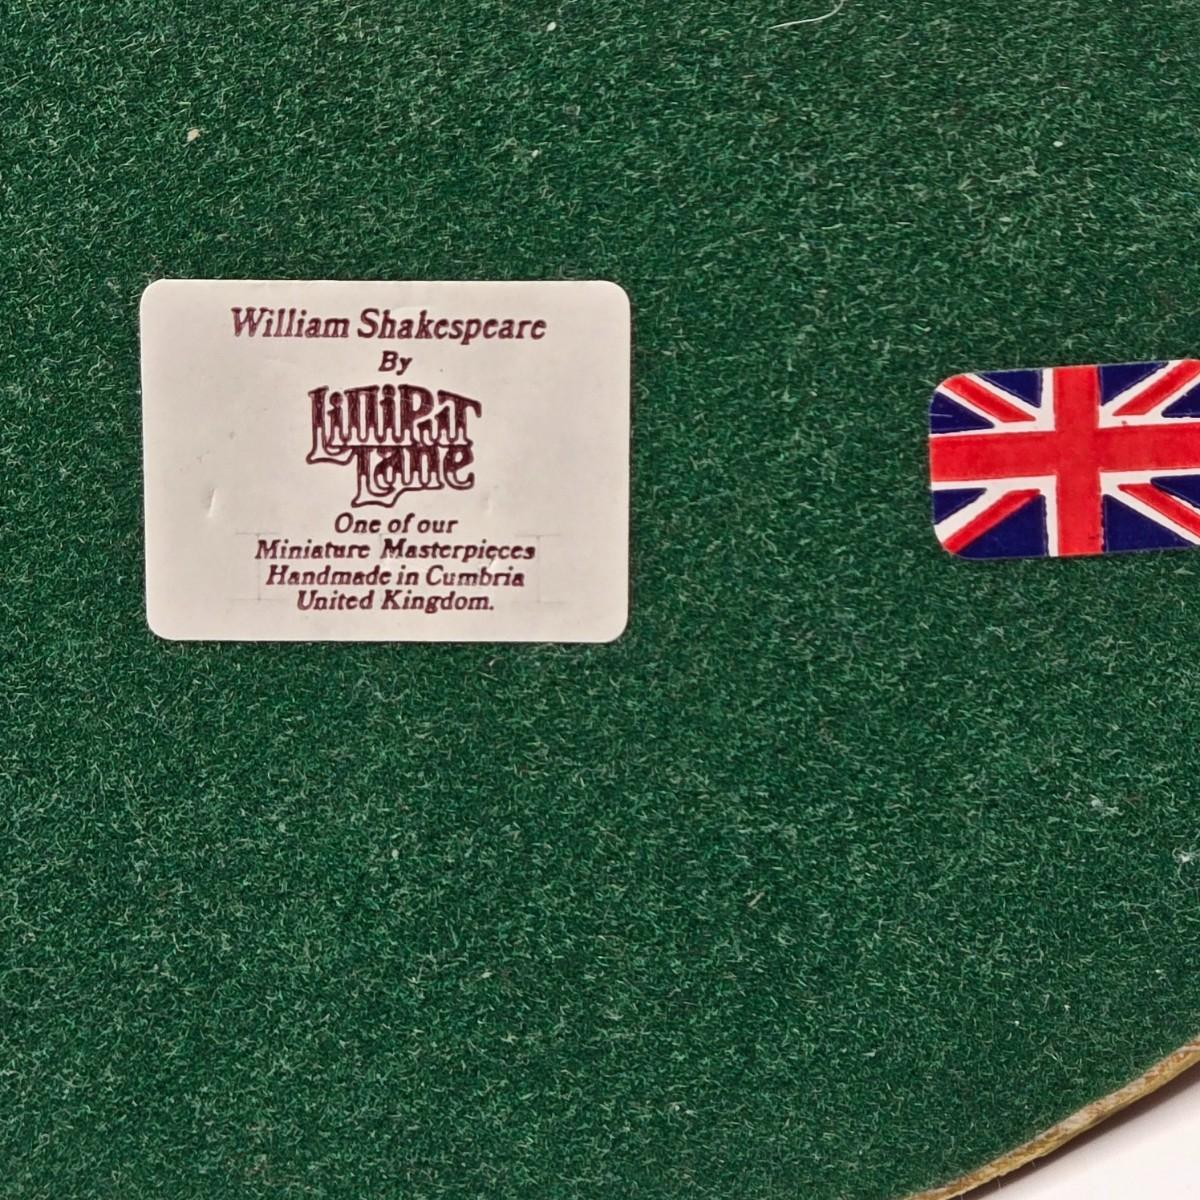 William Shakespeare
By
Lilliput
Lane
One of our
Miniature Masterpieces
Handmade in Cumbria
United Kingdom.